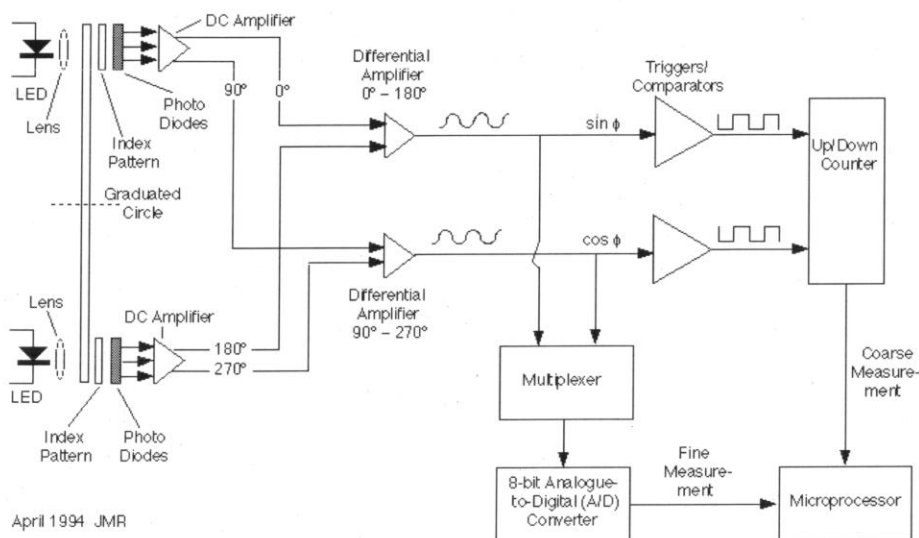 DC Amplifier
LED
Lens
Photo
Diodes
Index
Pattern
90°
0°
Differential
Amplifier
0° – 180°
sin ϕ
Triggers/
Comparators
Up/Down
Counter
Graduated
Circle
cos ϕ
Differential
Amplifier
90° – 270°
Lens
DC Amplifier
180°
270°
LED
Index
Pattern
Photo
Diodes
Multiplexer
Coarse
Measure-
ment
8-bit Analogue-
to-Digital (A/D)
Converter
Fine
Measure-
ment
Microprocessor
April 1994 JMR